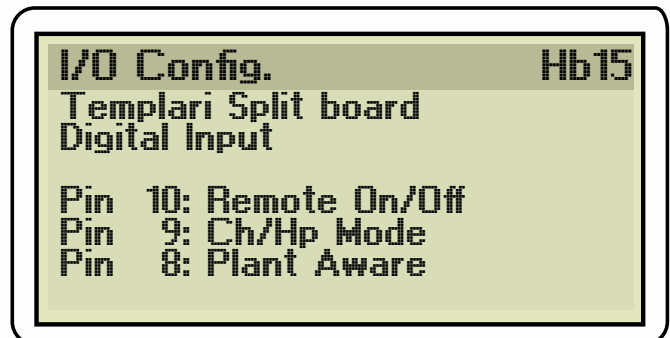 I/O Config. Hb15
Templari Split board
Digital Input
Pin 10: Remote On/Off
Pin 9: Ch/Hp Mode
Pin 8: Plant Aware